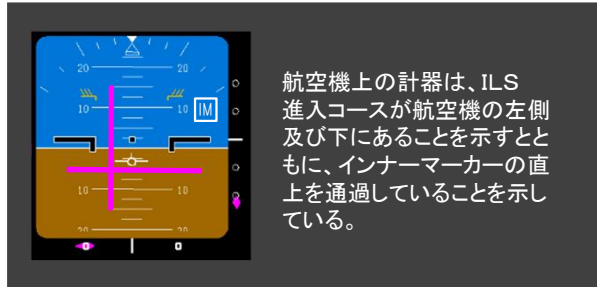 20 20
10 10
IM
10 10
20 20
航空機上の計器は、ILS
進入コースが航空機の左側
及び下にあることを示すとと
もに、インナーマーカーの直
上を通過していることを示し
ている。